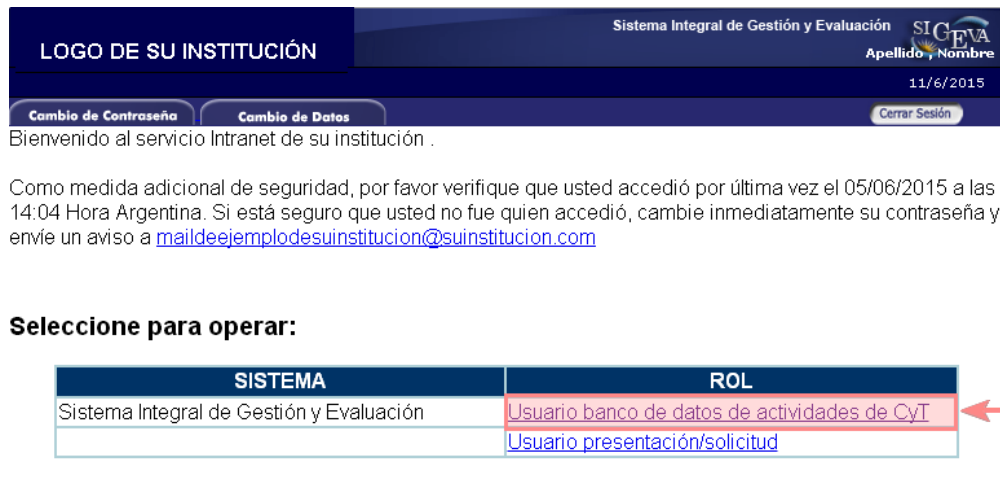 Sistema Integral de Gestión y Evaluación SIGEVA
LOGO DE SU INSTITUCIÓN
Apellido , Nombre
11/6/2015
Cambio de Contraseña Cambio de Datos Cerrar Sesión
Bienvenido al servicio Intranet de su institución .
Como medida adicional de seguridad, por favor verifique que usted accedió por última vez el 05/06/2015 a las
14:04 Hora Argentina. Si está seguro que usted no fue quien accedió, cambie inmediatamente su contraseña y
envíe un aviso a maildeejemplodesuinstitucion@suinstitucion.com
Seleccione para operar:
SISTEMA ROL
Sistema Integral de Gestión y Evaluación Usuario banco de datos de actividades de CyT
Usuario presentación/solicitud